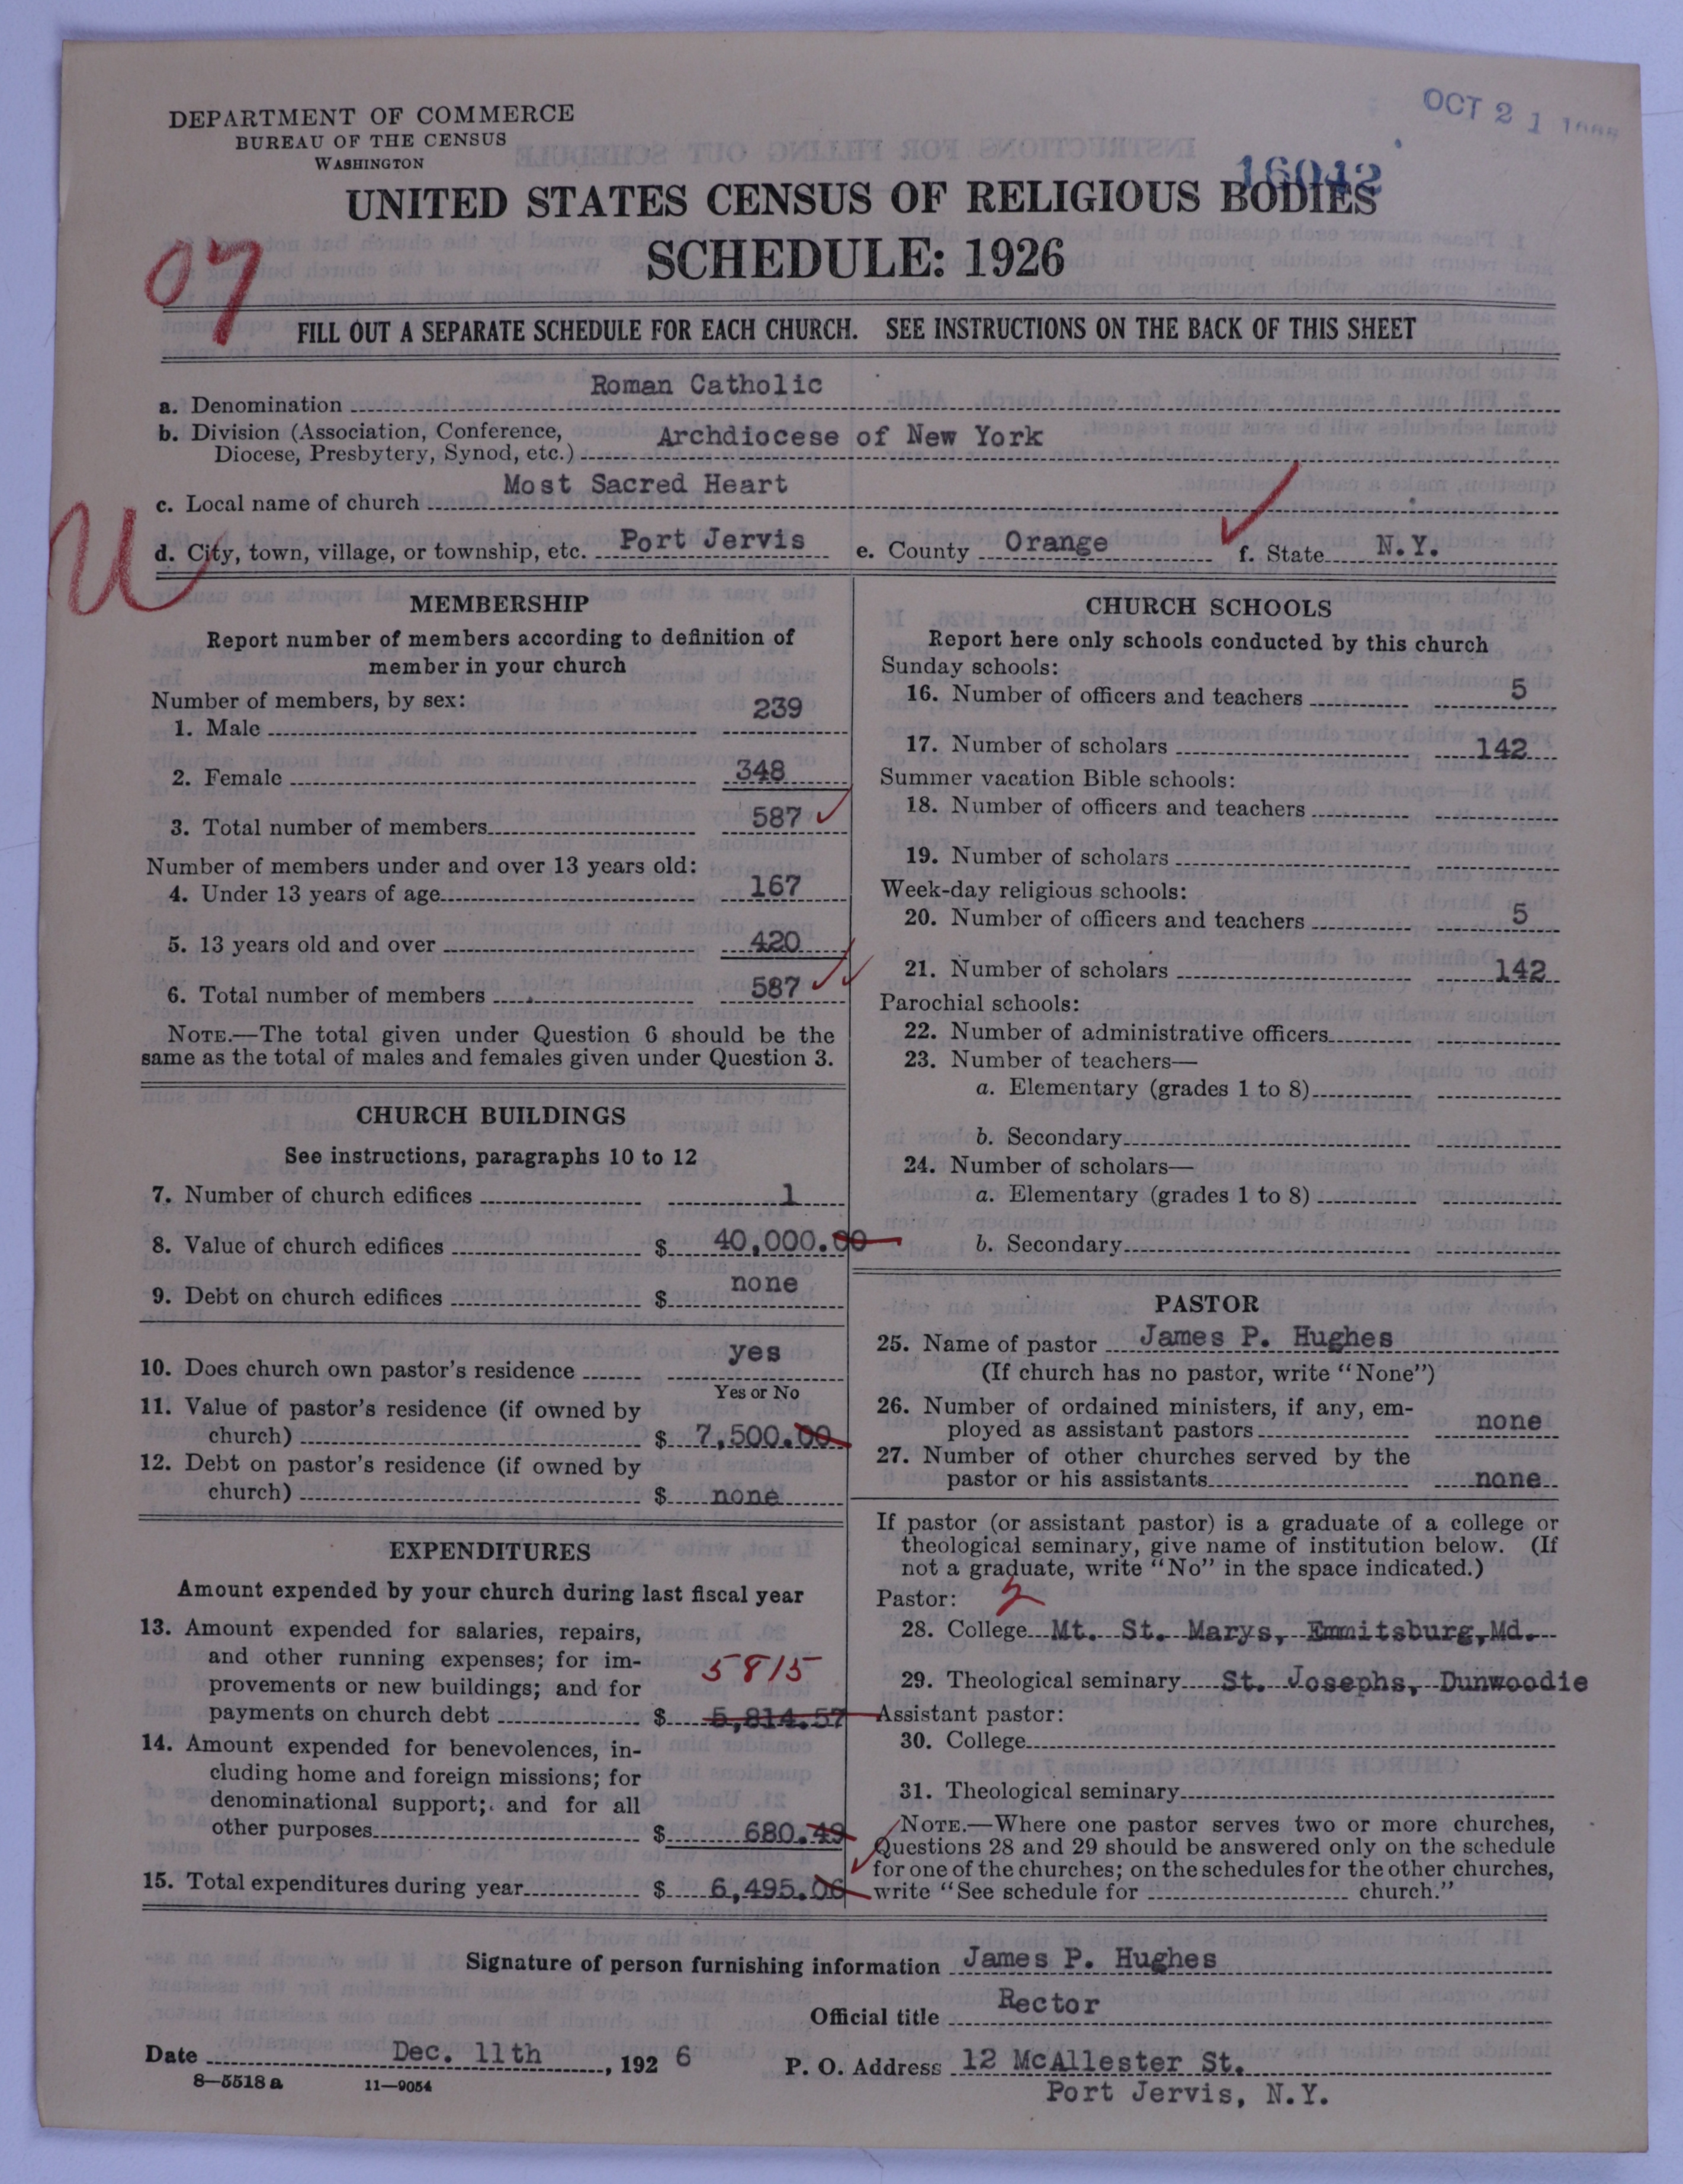 DEPARTMENT OF COMMERCE
BUREAU OF THE CENSUS
WASHINGTON
OCT 21
16042
UNITED STATES CENSUS OF RELIGIOUS BODIES
SCHEDULE: 1926
07
FILL OUT A SEPARATE SCHEDULE FOR EACH CHURCH. SEE INSTRUCTIONS ON THE BACK OF THIS SHEET
a. Denomination Roman Catholic
b. Division (Association, Conference, Diocese, Presbytery, Synod, etc.) Archdiocese of New York
c. Local name of church Most Sacred Heart
U
d. City, town, village, or township, etc. Port Jervis e. County Orange f. State N.Y.
MEMBERSHIP
Report number of members according to definition of
member in your church
Number of members, by sex:
1. Male 239
2. Female 348
3. Total number of members 587
Number of members under and over 13 years old:
4. Under 13 years of age 167
5. 13 years old and over 420
6. Total number of members 587
NOTE.—The total given under Question 6 should be the
same as the total of males and females given under Question 3.
CHURCH BUILDINGS
See instructions, paragraphs 10 to 12
7. Number of church edifices 1
8. Value of church edifices $ 40,000.00
9. Debt on church edifices $ none
10. Does church own pastor's residence yes
Yes or No
11. Value of pastor's residence (if owned by
church) $ 7,500.00
12. Debt on pastor's residence (if owned by
church) $ none
EXPENDITURES
Amount expended by your church during last fiscal year
13. Amount expended for salaries, repairs,
and other running expenses; for im-
provements or new buildings; and for 5815
payments on church debt $ 5,814.57
14. Amount expended for benevolences, in-
cluding home and foreign missions; for
denominational support; and for all
other purposes $ 680.49
15. Total expenditures during year $ 6,495.06
CHURCH SCHOOLS
Report here only schools conducted by this church
Sunday schools:
16. Number of officers and teachers 5
17. Number of scholars 142
Summer vacation Bible schools:
18. Number of officers and teachers
19. Number of scholars
Week-day religious schools:
20. Number of officers and teachers 5
21. Number of scholars 142
Parochial schools:
22. Number of administrative officers
23. Number of teachers—
a. Elementary (grades 1 to 8)
b. Secondary
24. Number of scholars—
a. Elementary (grades 1 to 8)
b. Secondary
PASTOR
25. Name of pastor James P. Hughes
(If church has no pastor, write "None")
26. Number of ordained ministers, if any, em-
ployed as assistant pastors none
27. Number of other churches served by the
pastor or his assistants none
If pastor (or assistant pastor) is a graduate of a college or
theological seminary, give name of institution below. (If
not a graduate, write "No" in the space indicated.)
Pastor: 2
28. College Mt. St. Marys, Emmitsburg,Md.
29. Theological seminary St. Josephs, Dunwoodie
Assistant pastor:
30. College
31. Theological seminary
NOTE.—Where one pastor serves two or more churches,
Questions 28 and 29 should be answered only on the schedule
for one of the churches; on the schedules for the other churches,
write "See schedule for church."
Signature of person furnishing information James P. Hughes
Official title Rector
Date Dec. 11th, 1926 P. O. Address 12 McAllester St.
8—5518a 11—9054 Port Jervis, N.Y.